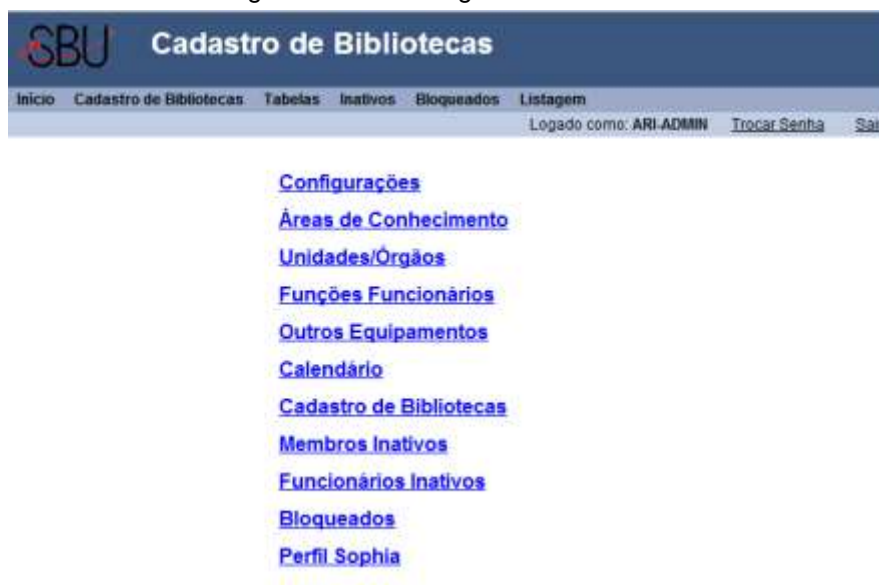 SBU Cadastro de Bibliotecas
Início Cadastro de Bibliotecas Tabelas Inativos Bloqueados Listagem
Logado como: ARI-ADMIN Trocar Senha Sai
Configurações
Áreas de Conhecimento
Unidades/Órgãos
Funções Funcionários
Outros Equipamentos
Calendário
Cadastro de Bibliotecas
Membros Inativos
Funcionários Inativos
Bloqueados
Perfil Sophia